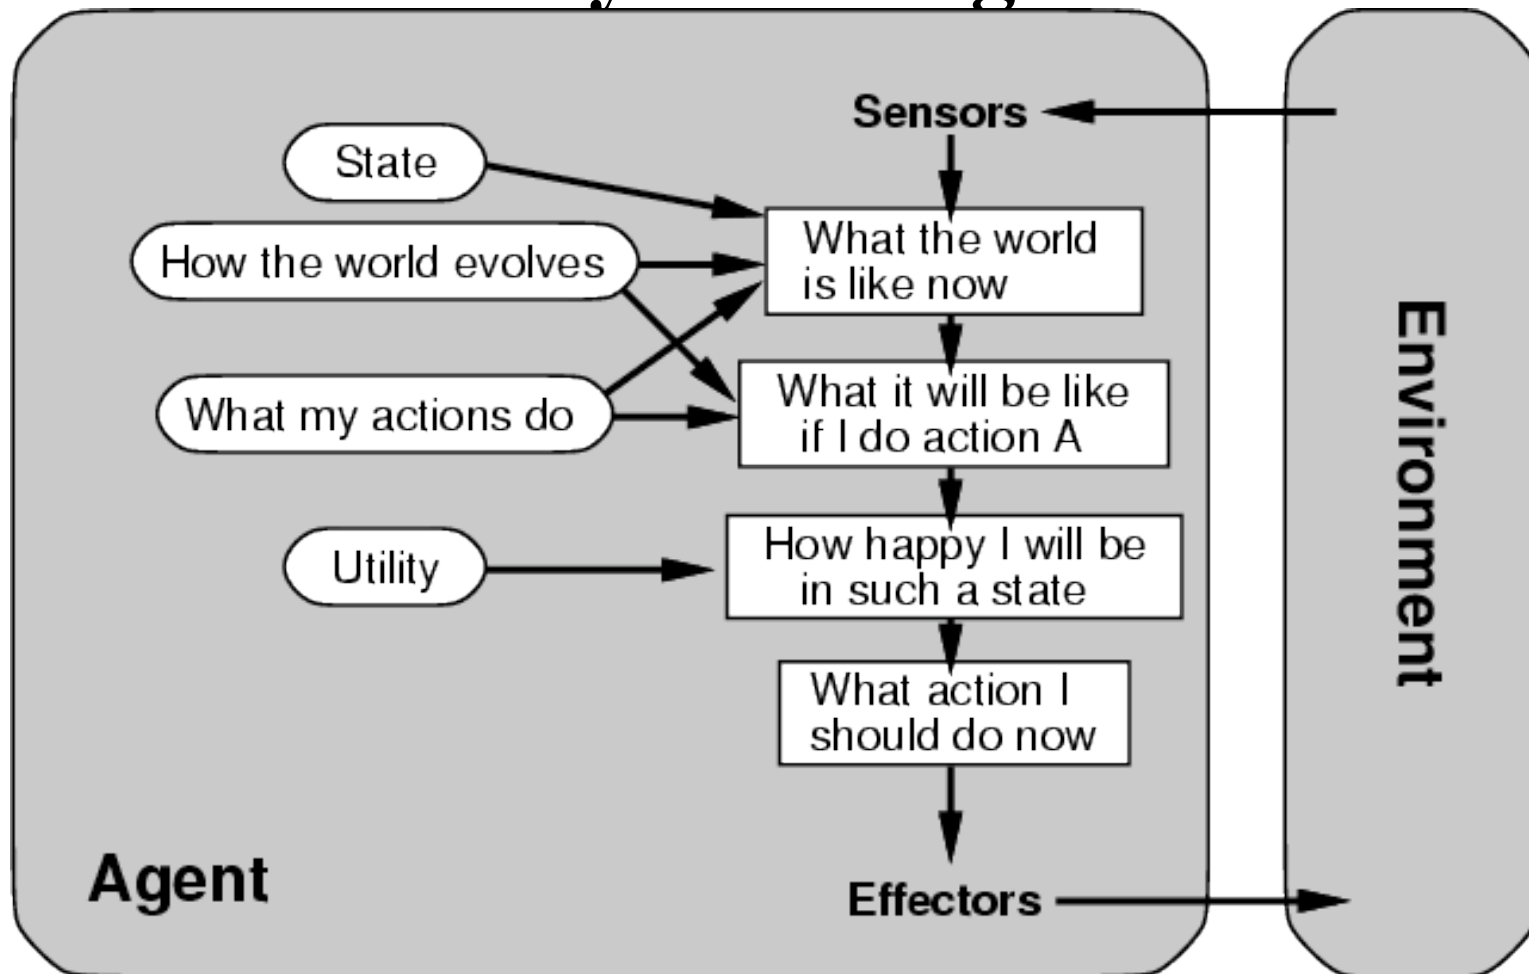 Sensors
State
What the world
is like now
How the world evolves
What it will be like
if I do action A
What my actions do
How happy I will be
in such a state
Utility
What action I
should do now
Effectors
Agent
Environment